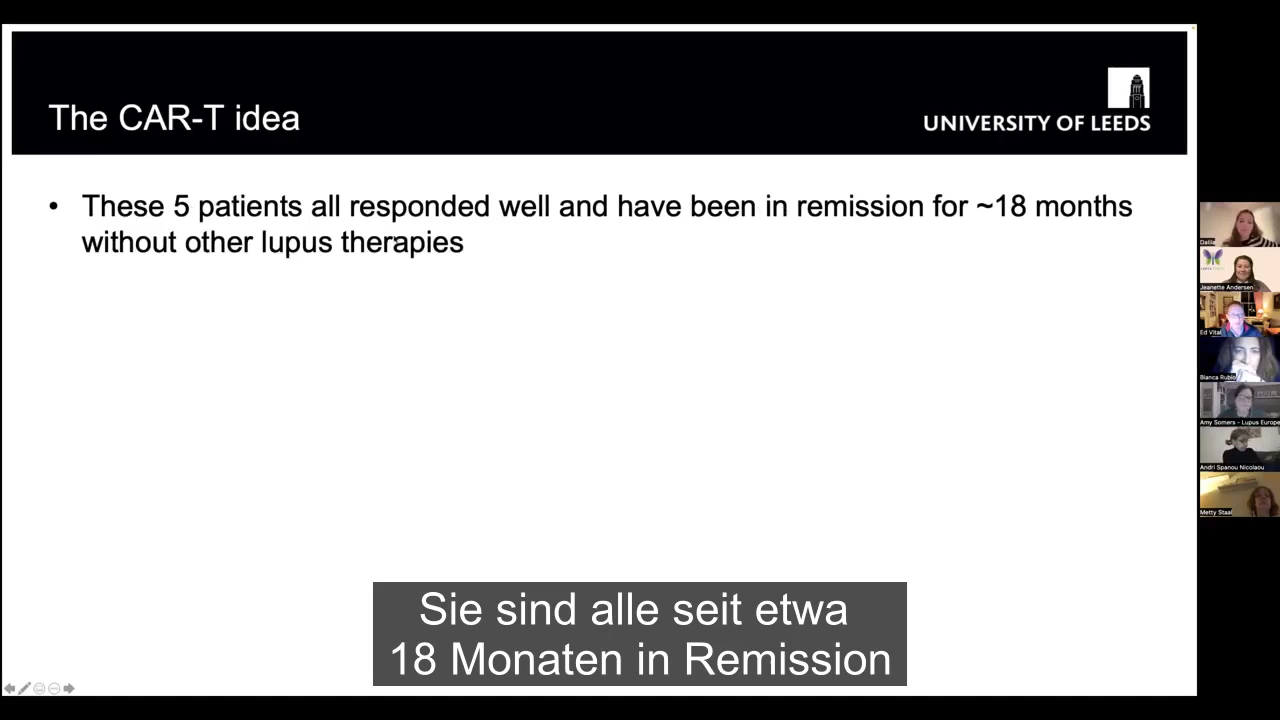 The CAR-T idea
UNIVERSITY OF LEEDS
• These 5 patients all responded well and have been in remission for ~18 months
without other lupus therapies
Dalila
Jeanette Andersen
Ed Vital
Blanca Rubio
Amy Somers - Lupus Europe
Andri Spanou Nicolaou
Metty Staal
Sie sind alle seit etwa
18 Monaten in Remission